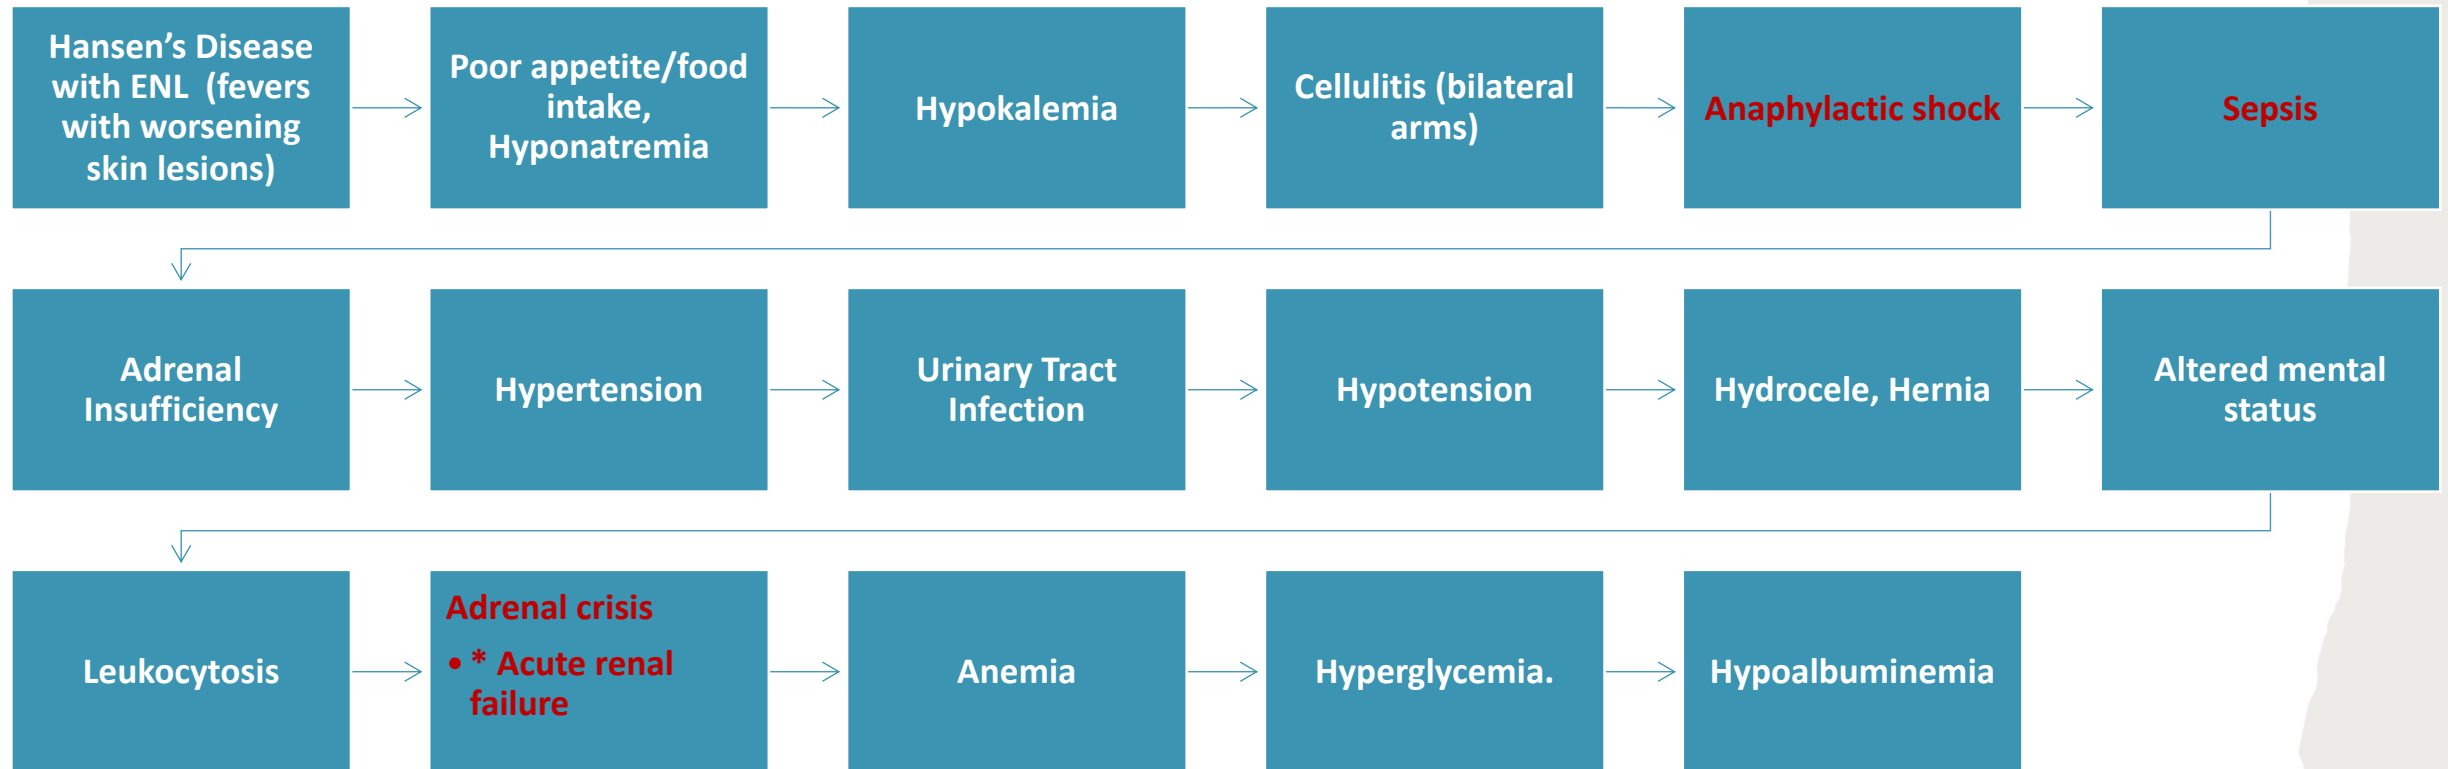 Hansen’s Disease
with ENL  (fevers
with worsening
skin lesions)
Poor appetite/food
intake,
Hyponatremia
Hypokalemia
Cellulitis (bilateral
arms)
Anaphylactic shock
Sepsis
Adrenal
Insufficiency
Hypertension
Urinary Tract
Infection
Hypotension
Hydrocele, Hernia
Altered mental
status
Leukocytosis
Adrenal crisis
• * Acute renal
failure
Anemia
Hyperglycemia.
Hypoalbuminemia